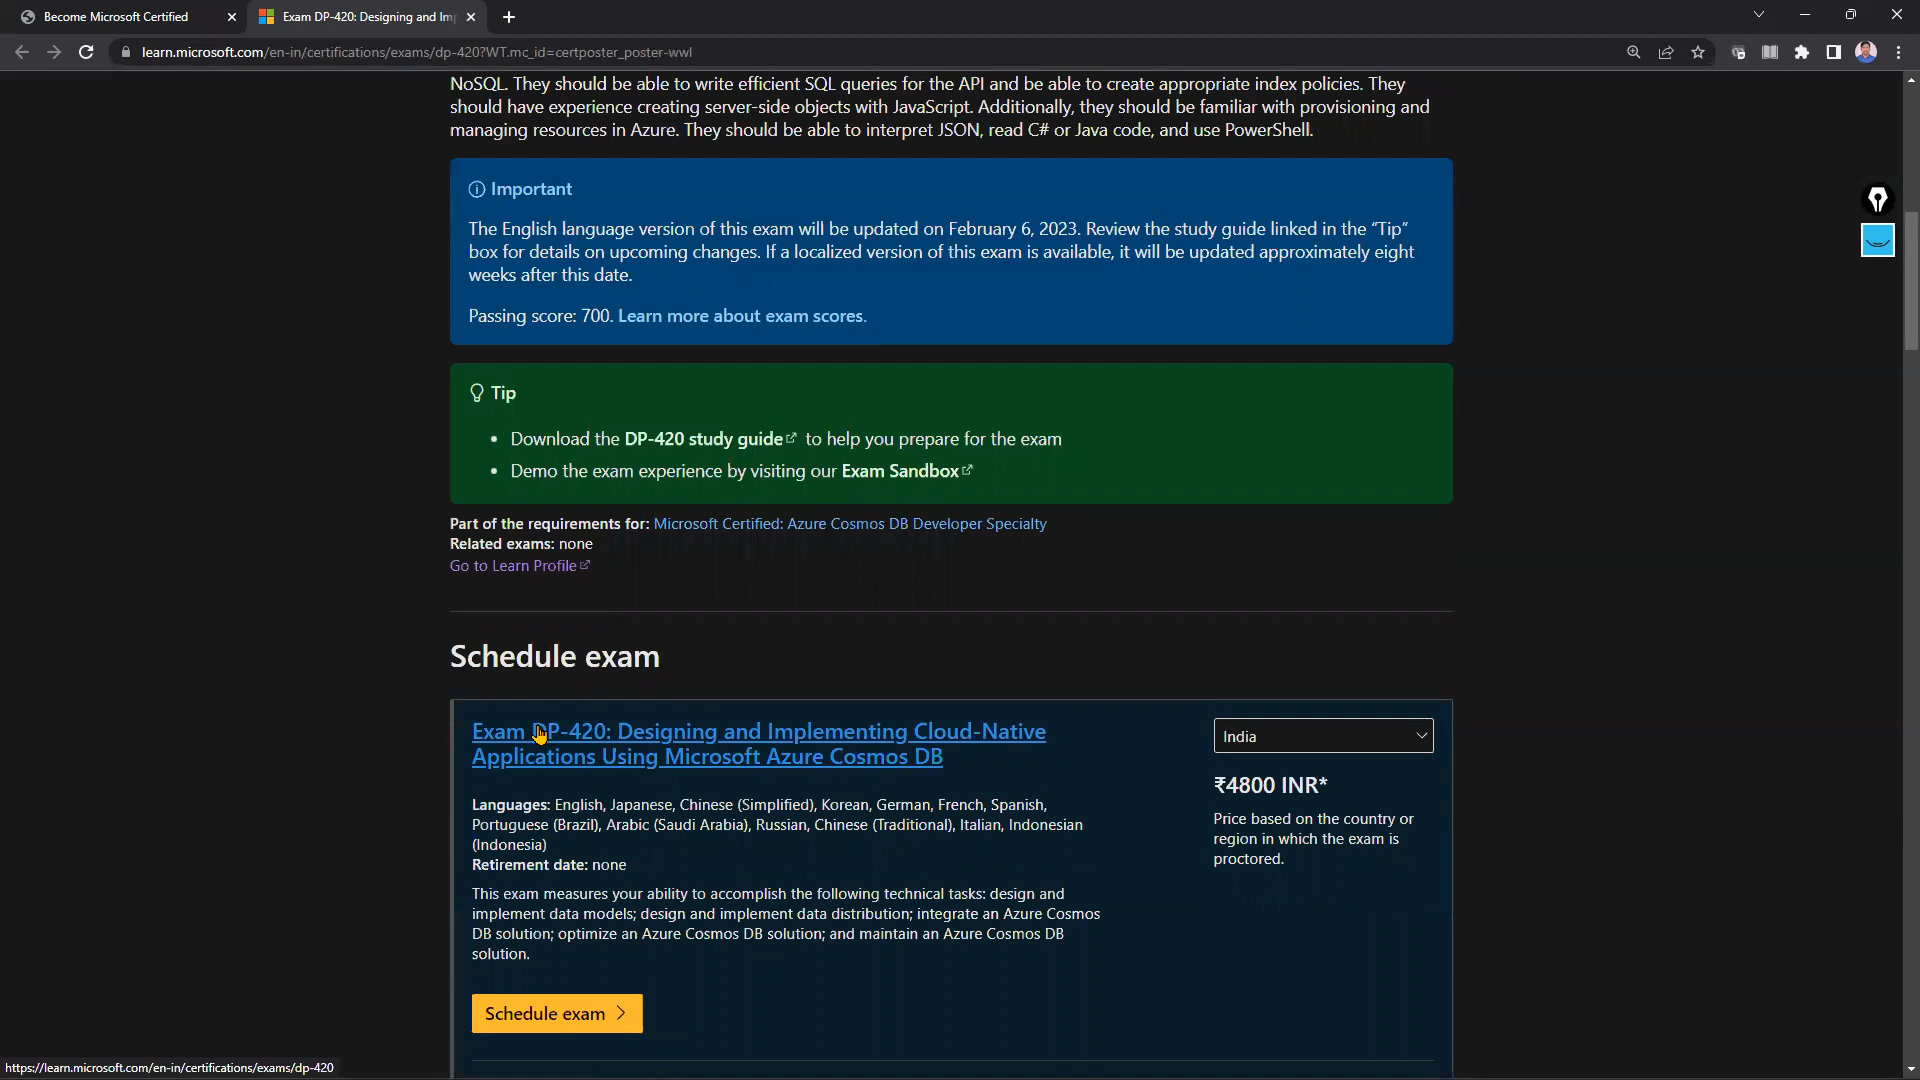 Become Microsoft Certified
Exam DP-420: Designing and Im
learn.microsoft.com/en-in/certifications/exams/dp-420?WT.mc_id=certposter_poster-wwl
NoSQL. They should be able to write efficient SQL queries for the API and be able to create appropriate index policies. They
should have experience creating server-side objects with JavaScript. Additionally, they should be familiar with provisioning and
managing resources in Azure. They should be able to interpret JSON, read C# or Java code, and use PowerShell.
Important
The English language version of this exam will be updated on February 6, 2023. Review the study guide linked in the “Tip”
box for details on upcoming changes. If a localized version of this exam is available, it will be updated approximately eight
weeks after this date.
Passing score: 700. Learn more about exam scores.
Tip
• Download the DP-420 study guide to help you prepare for the exam
• Demo the exam experience by visiting our Exam Sandbox
Part of the requirements for: Microsoft Certified: Azure Cosmos DB Developer Specialty
Related exams: none
Go to Learn Profile
Schedule exam
Exam DP-420: Designing and Implementing Cloud-Native
Applications Using Microsoft Azure Cosmos DB
Languages: English, Japanese, Chinese (Simplified), Korean, German, French, Spanish,
Portuguese (Brazil), Arabic (Saudi Arabia), Russian, Chinese (Traditional), Italian, Indonesian
(Indonesia)
Retirement date: none
This exam measures your ability to accomplish the following technical tasks: design and
implement data models; design and implement data distribution; integrate an Azure Cosmos
DB solution; optimize an Azure Cosmos DB solution; and maintain an Azure Cosmos DB
solution.
Schedule exam
India
₹4800 INR*
Price based on the country or
region in which the exam is
proctored.
https://learn.microsoft.com/en-in/certifications/exams/dp-420